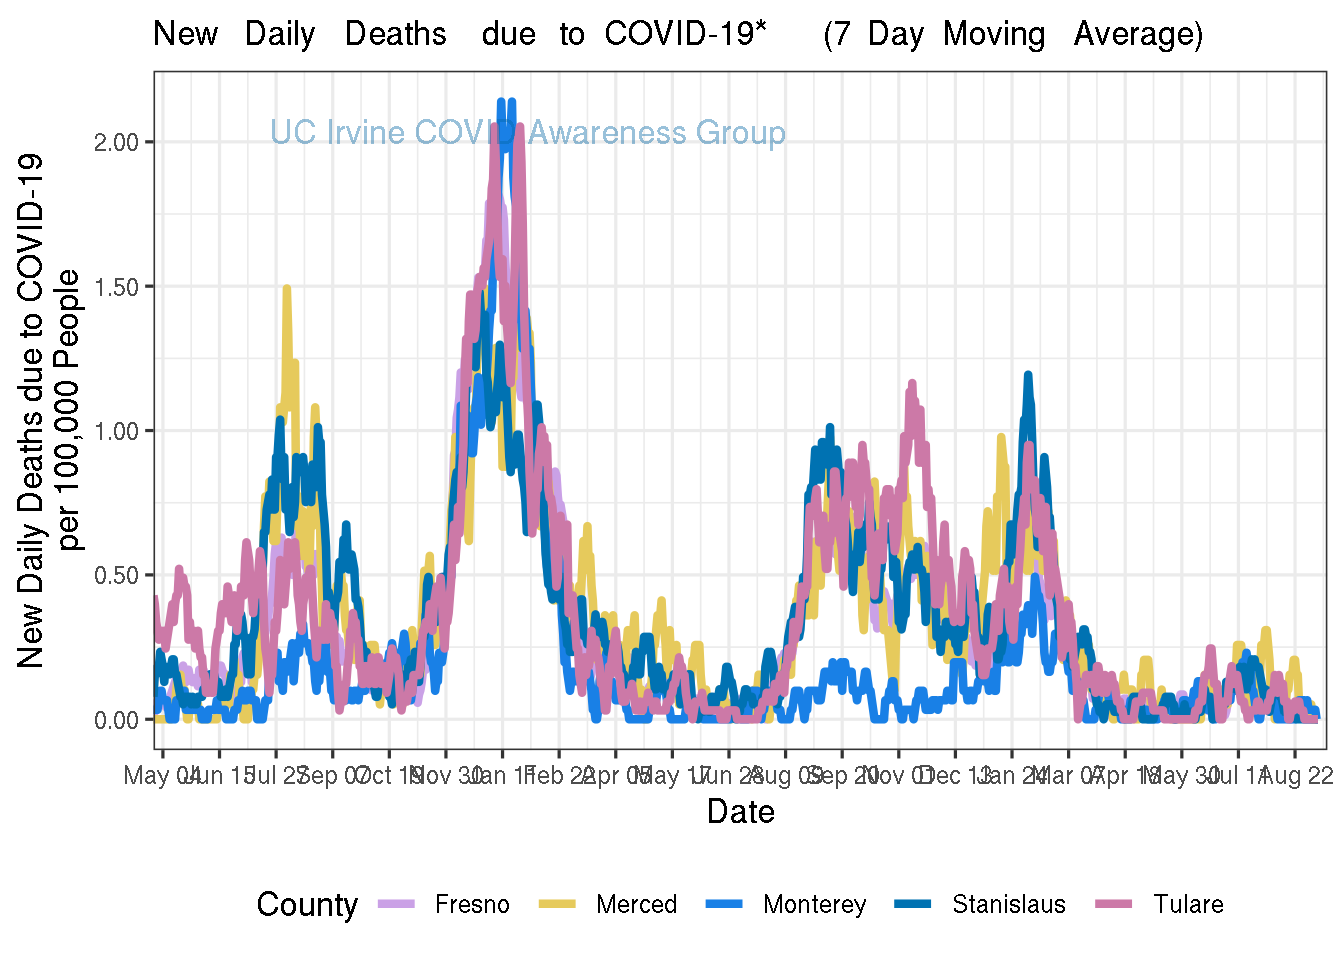 New Daily Deaths due to COVID-19* (7 Day Moving Average)
UC Irvine COVID Awareness Group
New Daily Deaths due to COVID-19
per 100,000 People
2.00
1.50
1.00
0.50
0.00
May 04 Jun 15 Jul 27 Sep 07 Oct 19 Nov 30 Jan 11 Feb 22 Apr 05 May 17 Jun 28 Aug 09 Sep 20 Nov 01 Dec 13 Jan 24 Mar 07 Apr 18 May 30 Jul 11 Aug 22
Date
County Fresno Merced Monterey Stanislaus Tulare